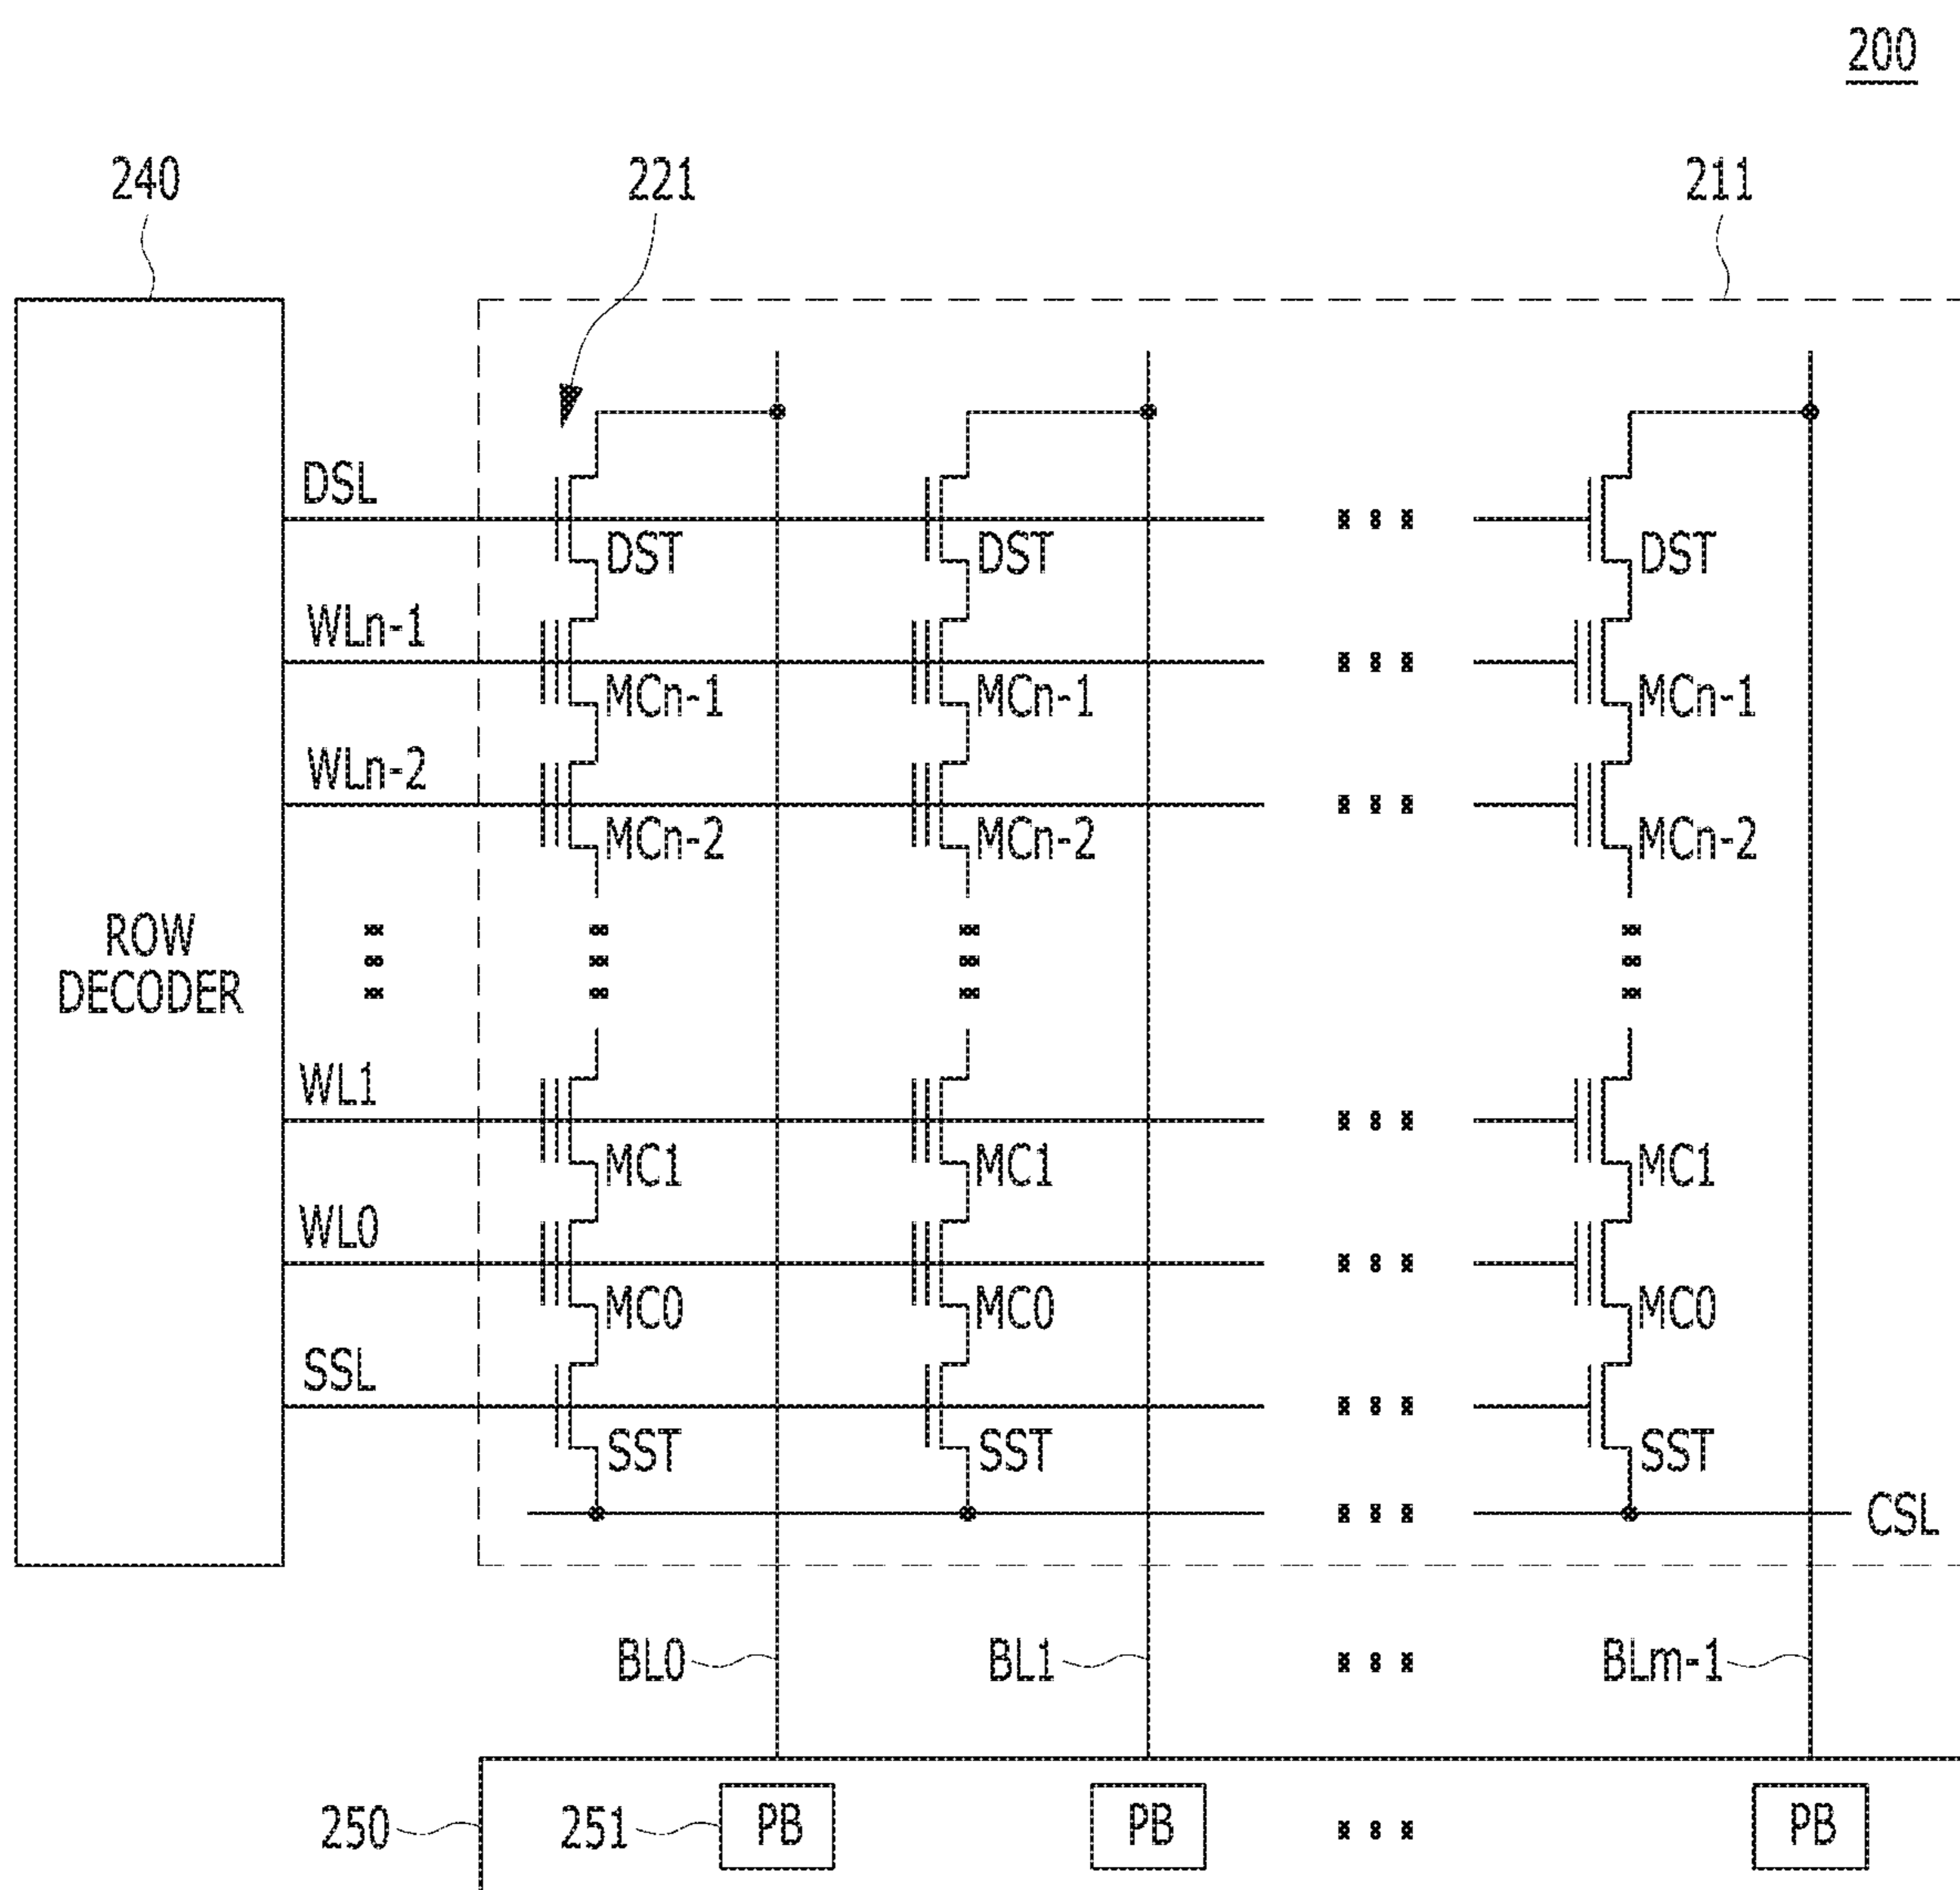 200
240
221
211
DSL
DST
DST
DST
WLn-1
MCn-1
MCn-1
MCn-1
WLn-2
MCn-2
MCn-2
MCn-2
ROW
DECODER
WL1
MC1
MC1
MC1
WL0
MC0
MC0
MC0
SSL
SST
SST
SST
CSL
BL0
BL1
BLm-1
250
251
PB
PB
PB